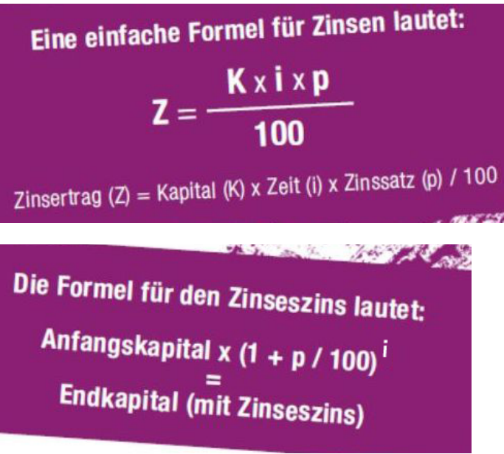 Eine einfache Formel für Zinsen lautet:
Z = K x i x p
100
Zinsertrag (Z) = Kapital (K) x Zeit (i) x Zinssatz (p) / 100
Die Formel für den Zinseszins lautet:
Anfangskapital x (1 + p / 100) i
=
Endkapital (mit Zinseszins)